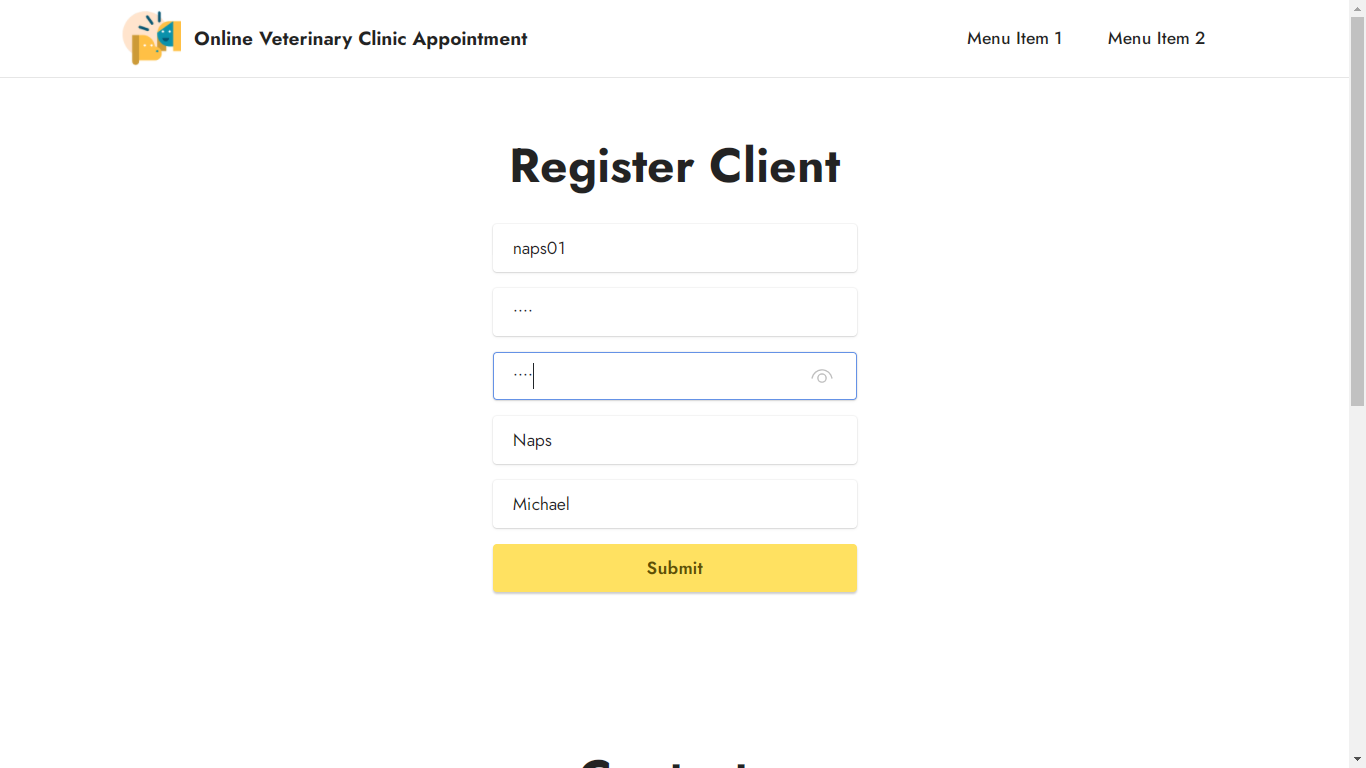 Online Veterinary Clinic Appointment
Menu Item 1
Menu Item 2
Register Client
naps01
····
····
Naps
Michael
Submit